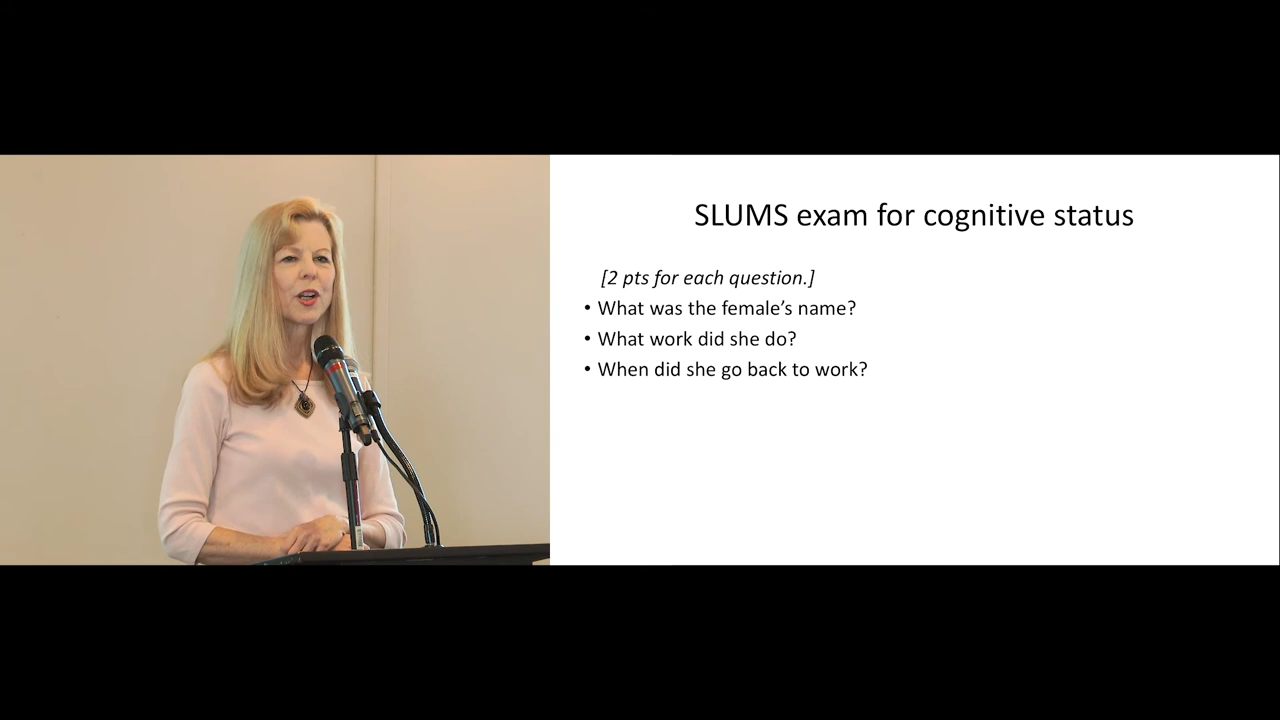 SLUMS exam for cognitive status
[2 pts for each question.]
• What was the female’s name?
• What work did she do?
• When did she go back to work?